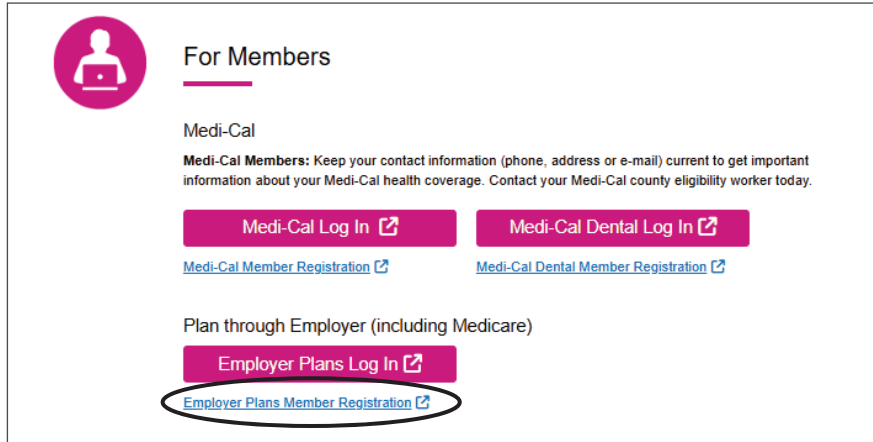 For Members
Medi-Cal
Medi-Cal Members: Keep your contact information (phone, address or e-mail) current to get important
information about your Medi-Cal health coverage. Contact your Medi-Cal county eligibility worker today.
Medi-Cal Log In
Medi-Cal Dental Log In
Medi-Cal Member Registration
Medi-Cal Dental Member Registration
Plan through Employer (including Medicare)
Employer Plans Log In
Employer Plans Member Registration